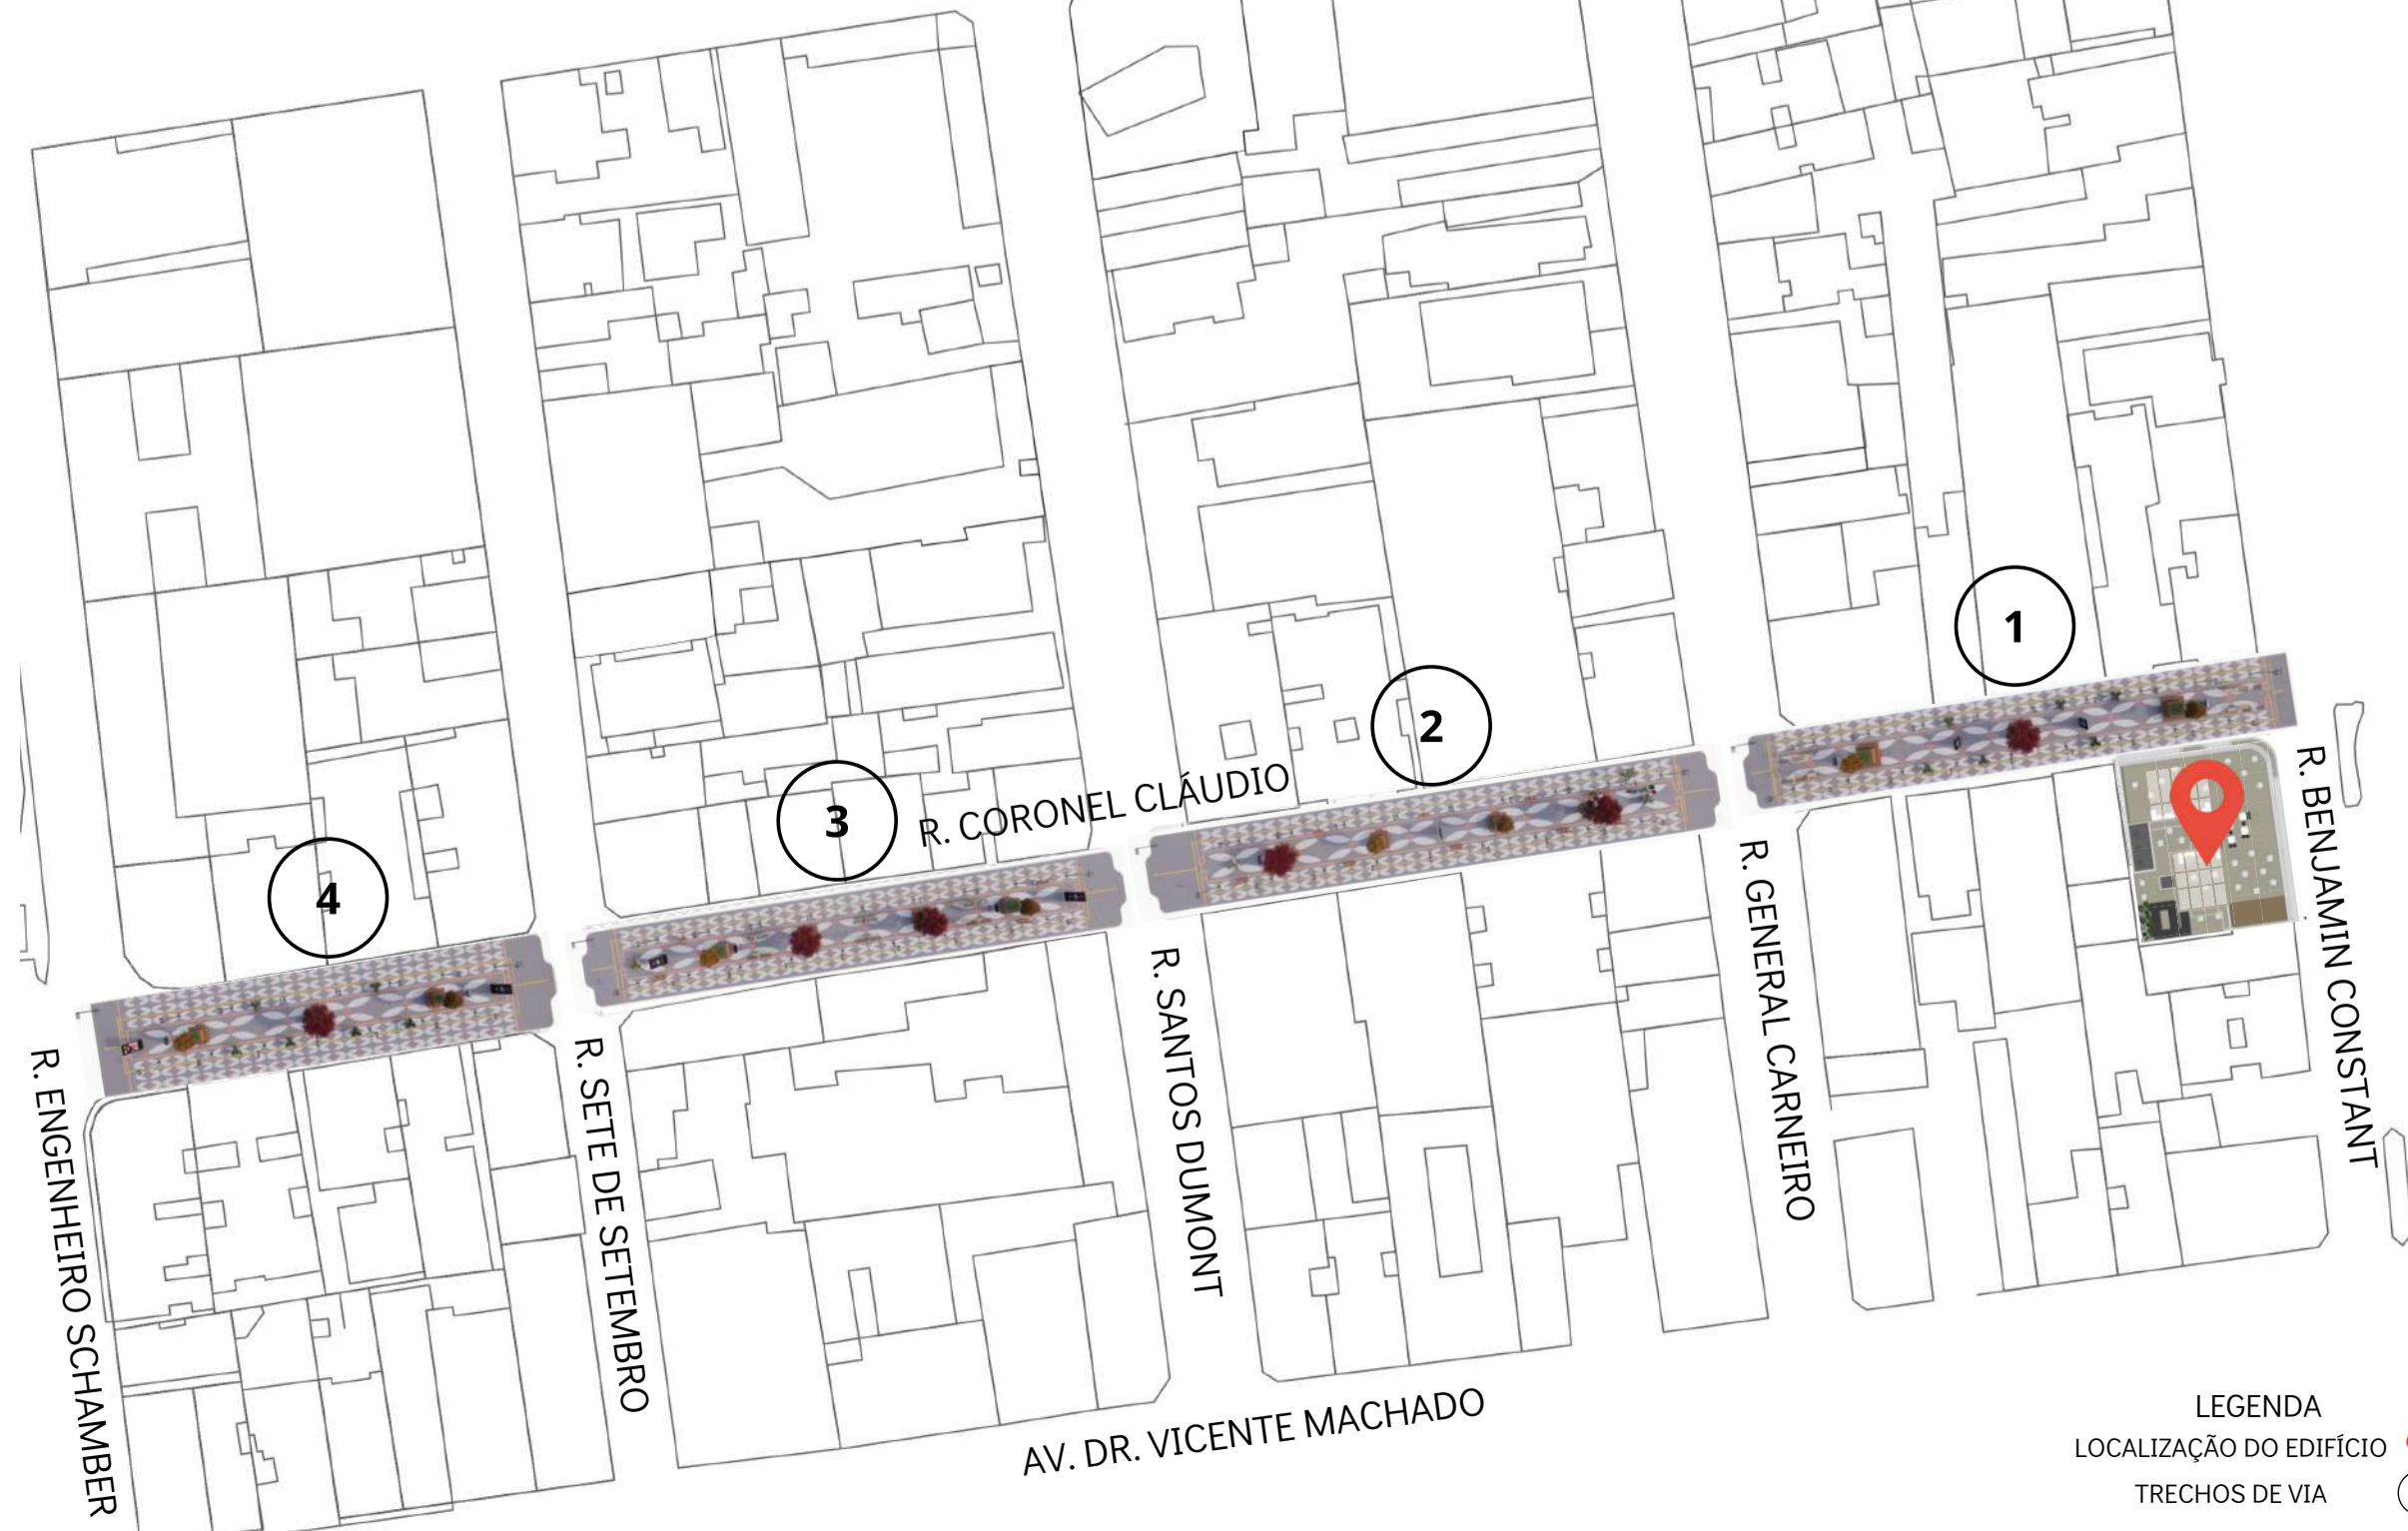 1
2
3
R. CORONEL CLÁUDIO
4
R. BENJAMIN CONSTANT
R. GENERAL CARNEIRO
R. SANTOS DUMONT
R. SETE DE SETEMBRO
R. ENGENHEIRO SCHAMBER
AV. DR. VICENTE MACHADO
LEGENDA
LOCALIZAÇÃO DO EDIFÍCIO
TRECHOS DE VIA